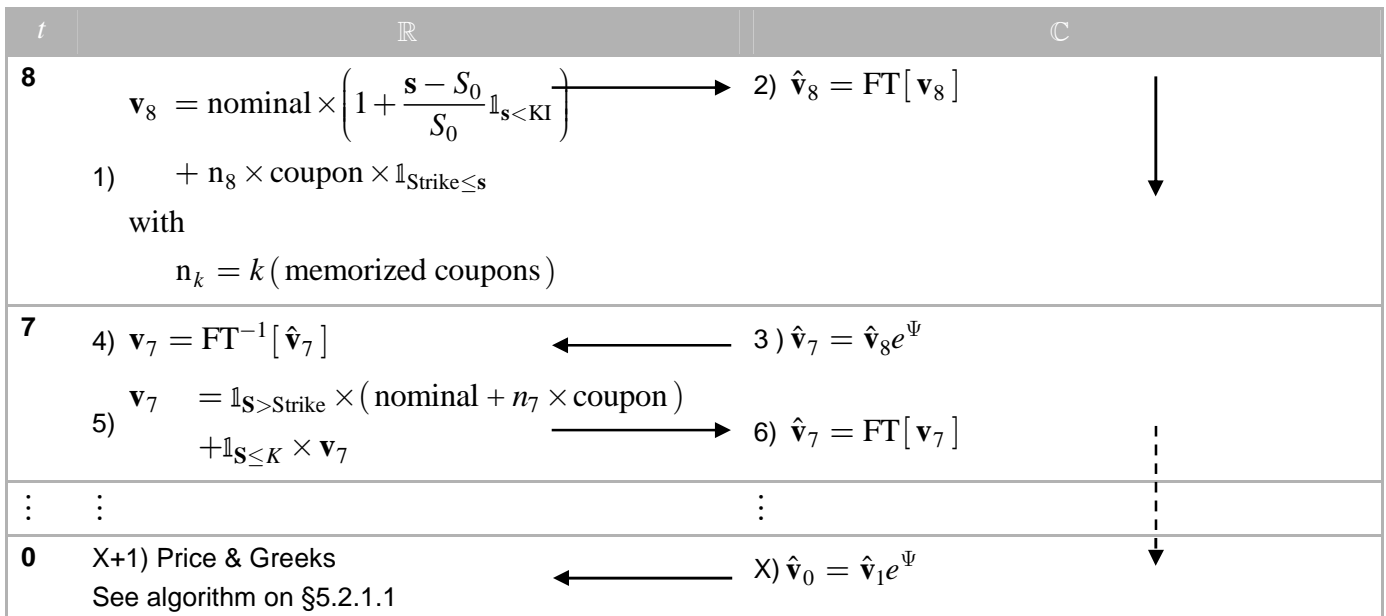 t ℝ ℂ
8
v₈ = nominal × (1 + (s − S₀)/S₀ 𝟙_{s<KI}) 2) v̂₈ = FT[v₈]
1) + n₈ × coupon × 𝟙_{Strike≤s}
with
n_k = k (memorized coupons)
7 4) v₇ = FT⁻¹[v̂₇] 3 ) v̂₇ = v̂₈e^Ψ
5) v₇ = 𝟙_{S>Strike} × (nominal + n₇ × coupon)
+𝟙_{S≤K} × v₇ 6) v̂₇ = FT[v₇]
⋮ ⋮ ⋮
0 X+1) Price & Greeks X) v̂₀ = v̂₁e^Ψ
See algorithm on §5.2.1.1